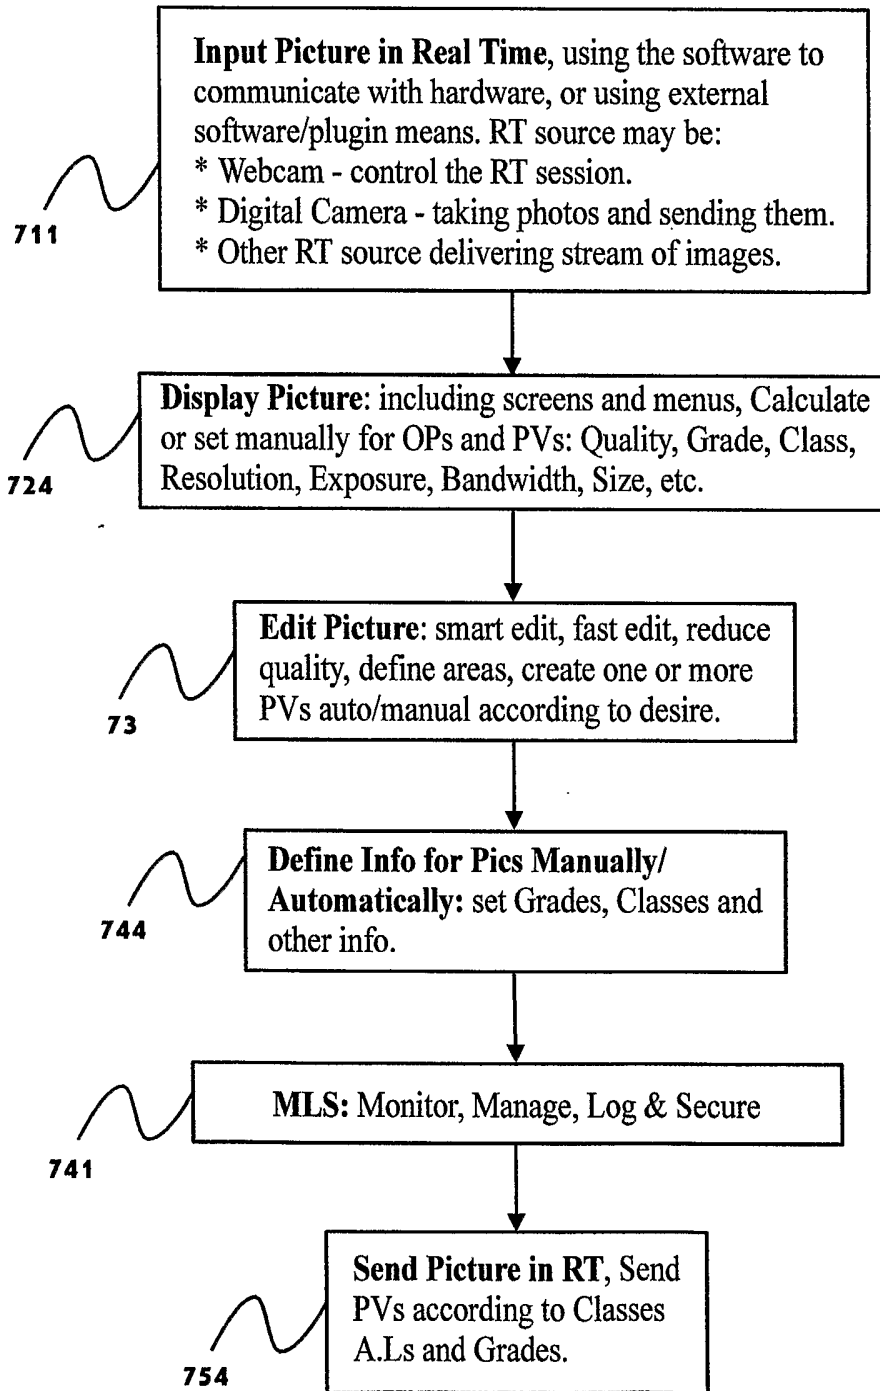 Input Picture in Real Time, using the software to
communicate with hardware, or using external
software/plugin means. RT source may be:
* Webcam - control the RT session.
* Digital Camera - taking photos and sending them.
* Other RT source delivering stream of images.
711
Display Picture: including screens and menus, Calculate
or set manually for OPs and PVs: Quality, Grade, Class,
Resolution, Exposure, Bandwidth, Size, etc.
724
Edit Picture: smart edit, fast edit, reduce
quality, define areas, create one or more
PVs auto/manual according to desire.
73
Define Info for Pics Manually/
Automatically: set Grades, Classes and
other info.
744
MLS: Monitor, Manage, Log & Secure
741
Send Picture in RT, Send
PVs according to Classes
A.Ls and Grades.
754